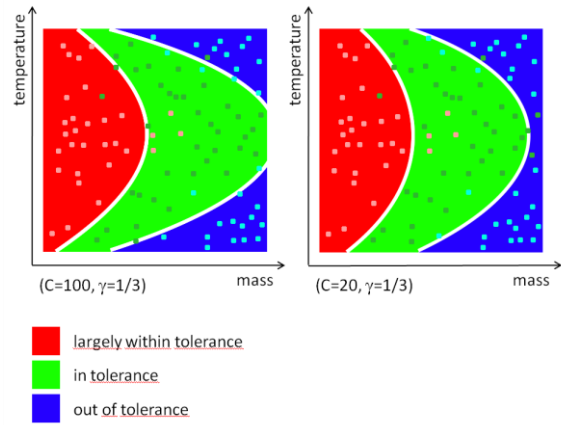 temperature
temperature
mass
mass
(C=100, γ=1/3)
(C=20, γ=1/3)
largely within tolerance
in tolerance
out of tolerance